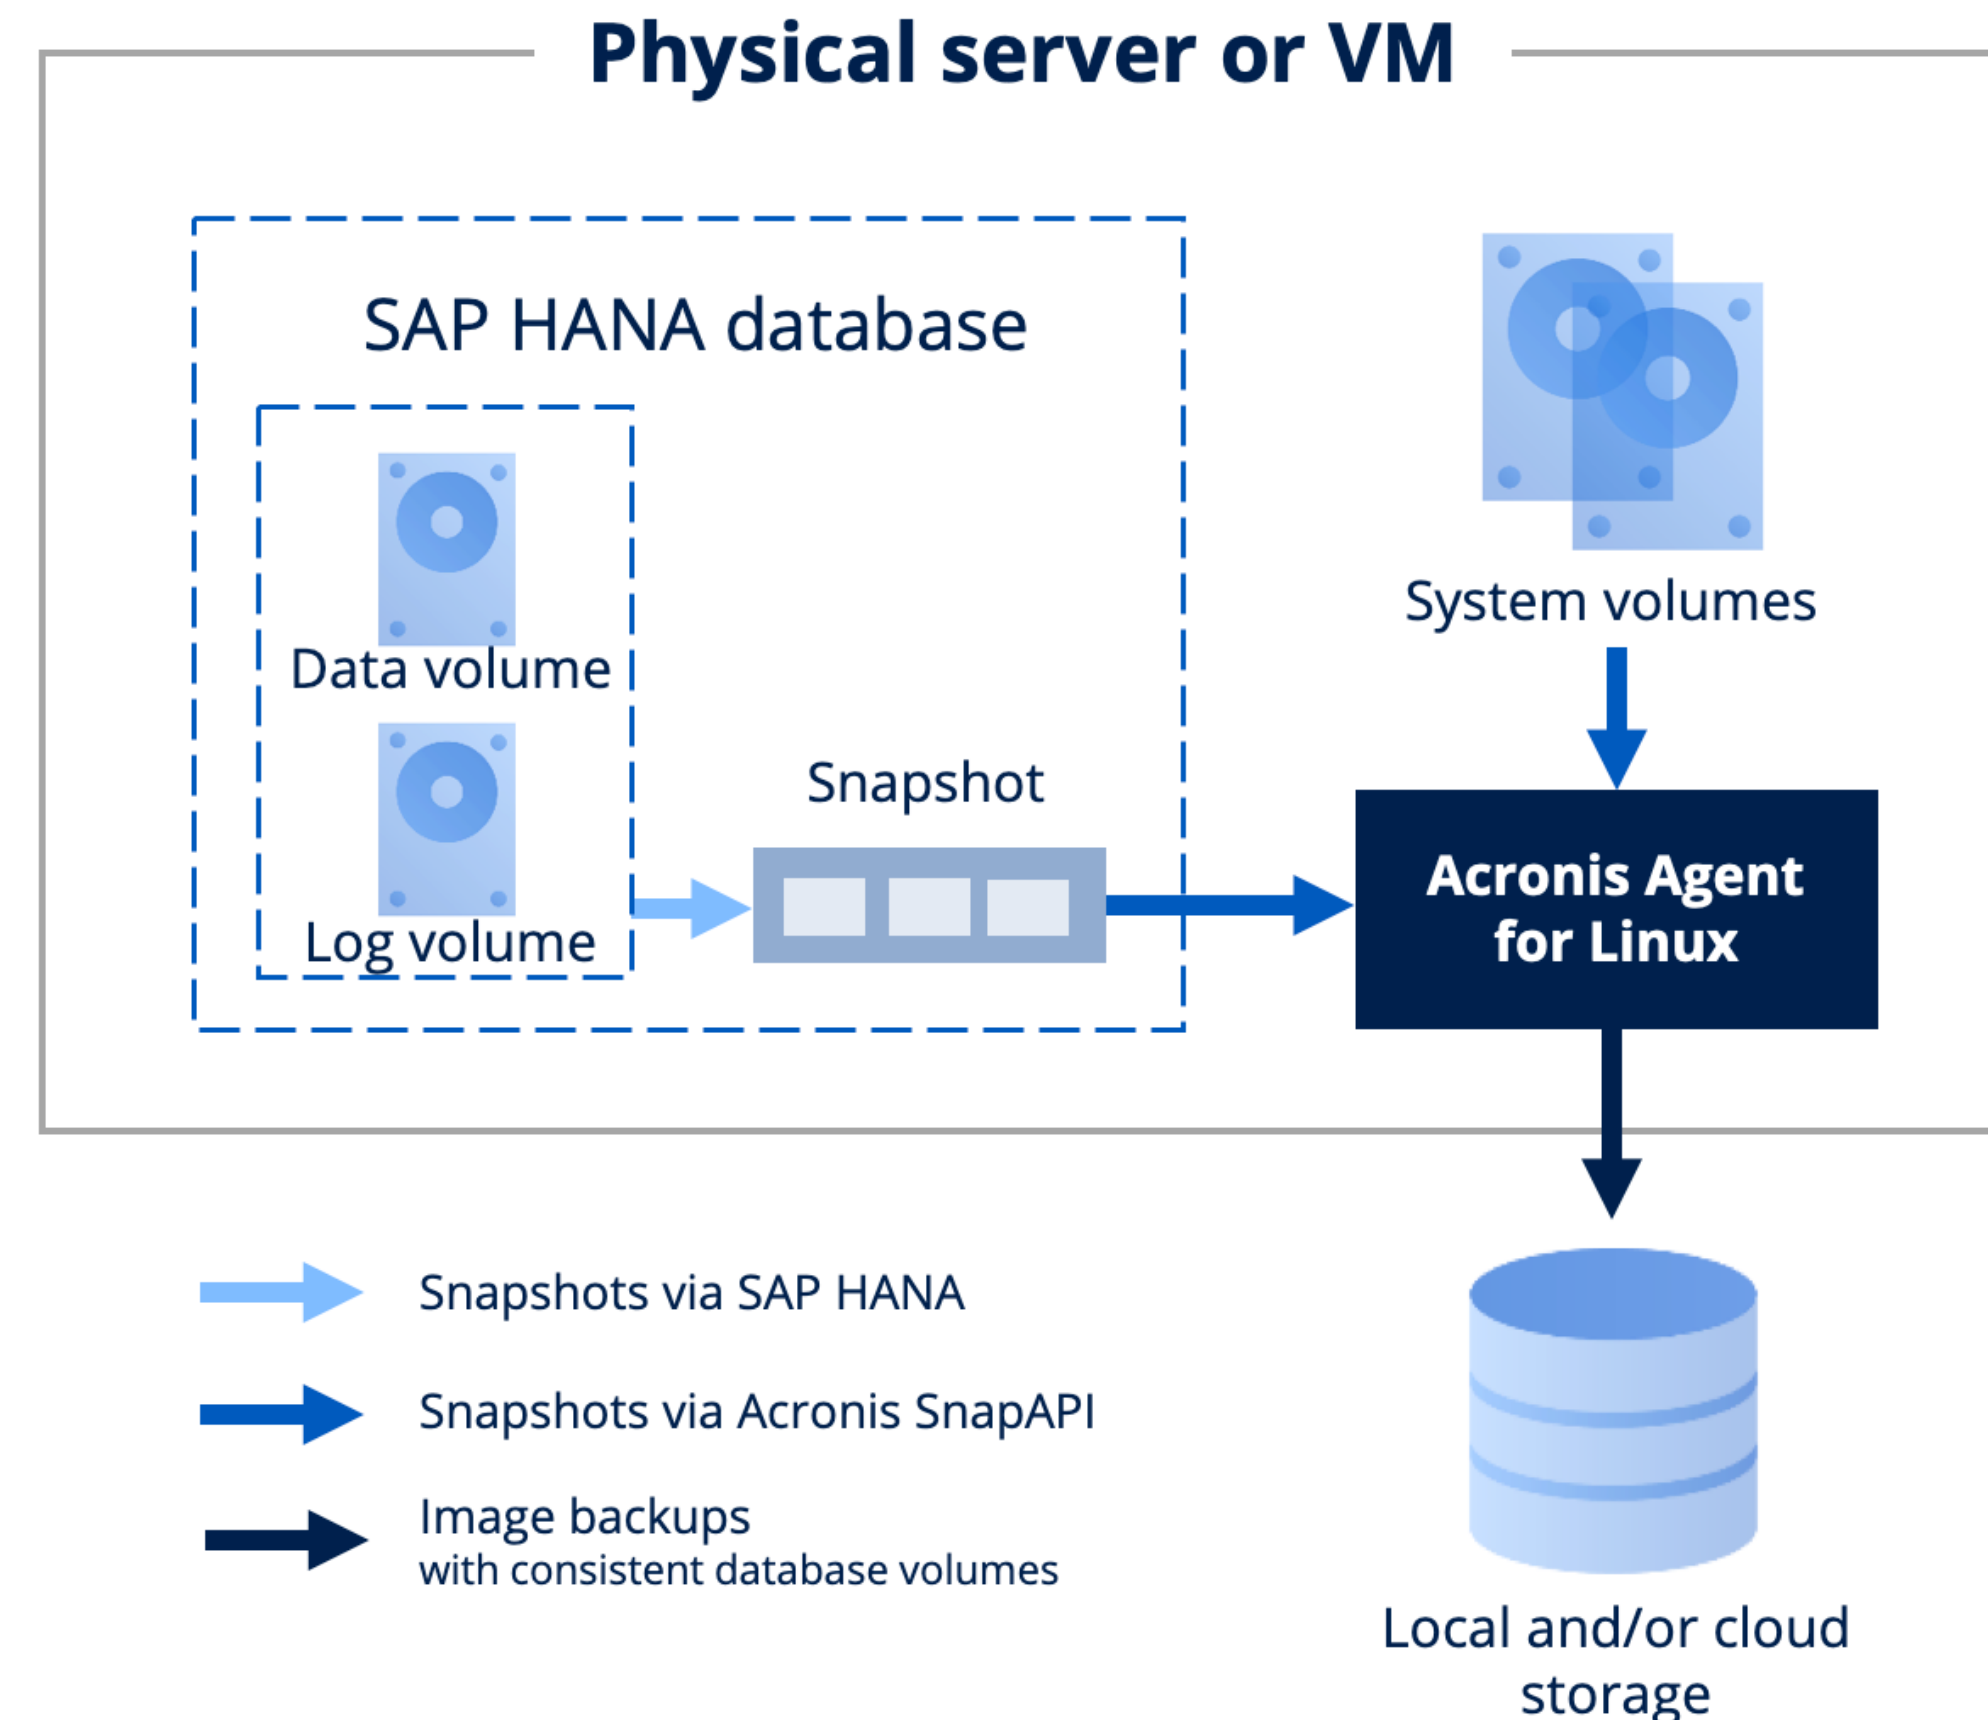 Physical server or VM
SAP HANA database
Data volume
Log volume
Snapshot
System volumes
Acronis Agent
for Linux
Snapshots via SAP HANA
Snapshots via Acronis SnapAPI
Image backups
with consistent database volumes
Local and/or cloud
storage